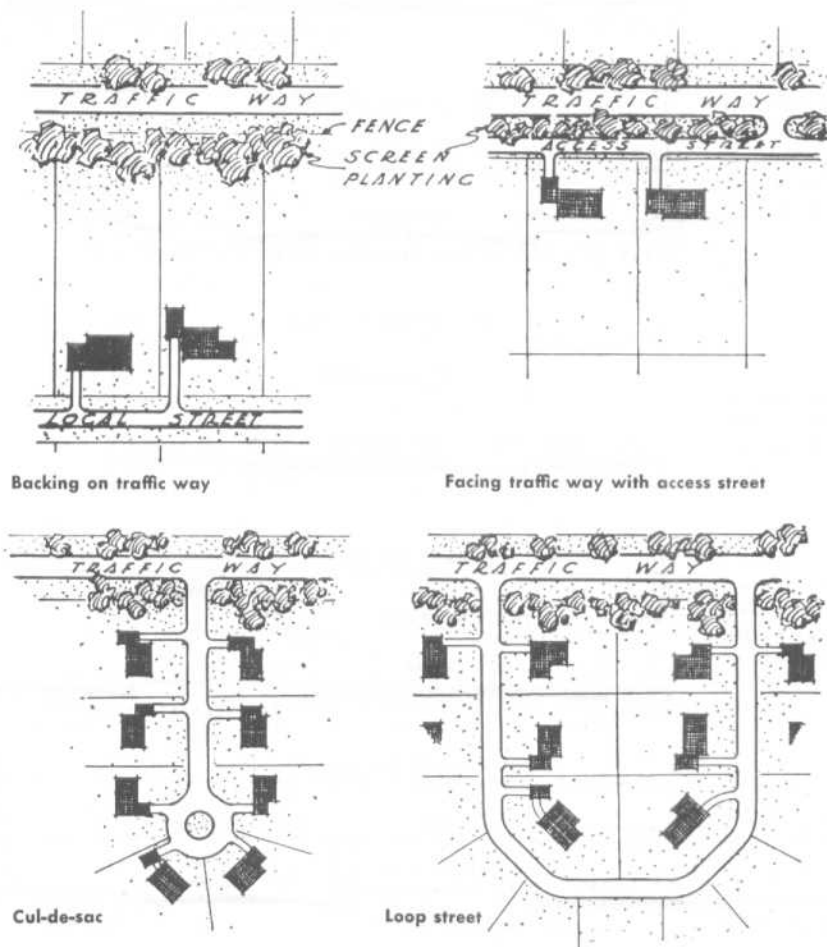 TRAFFIC WAY
FENCE
SCREEN
PLANTING
LOCAL STREET
Backing on traffic way
TRAFFIC WAY
ACCESS STREET
Facing traffic way with access street
TRAFFIC WAY
Cul-de-sac
TRAFFIC WAY
Loop street